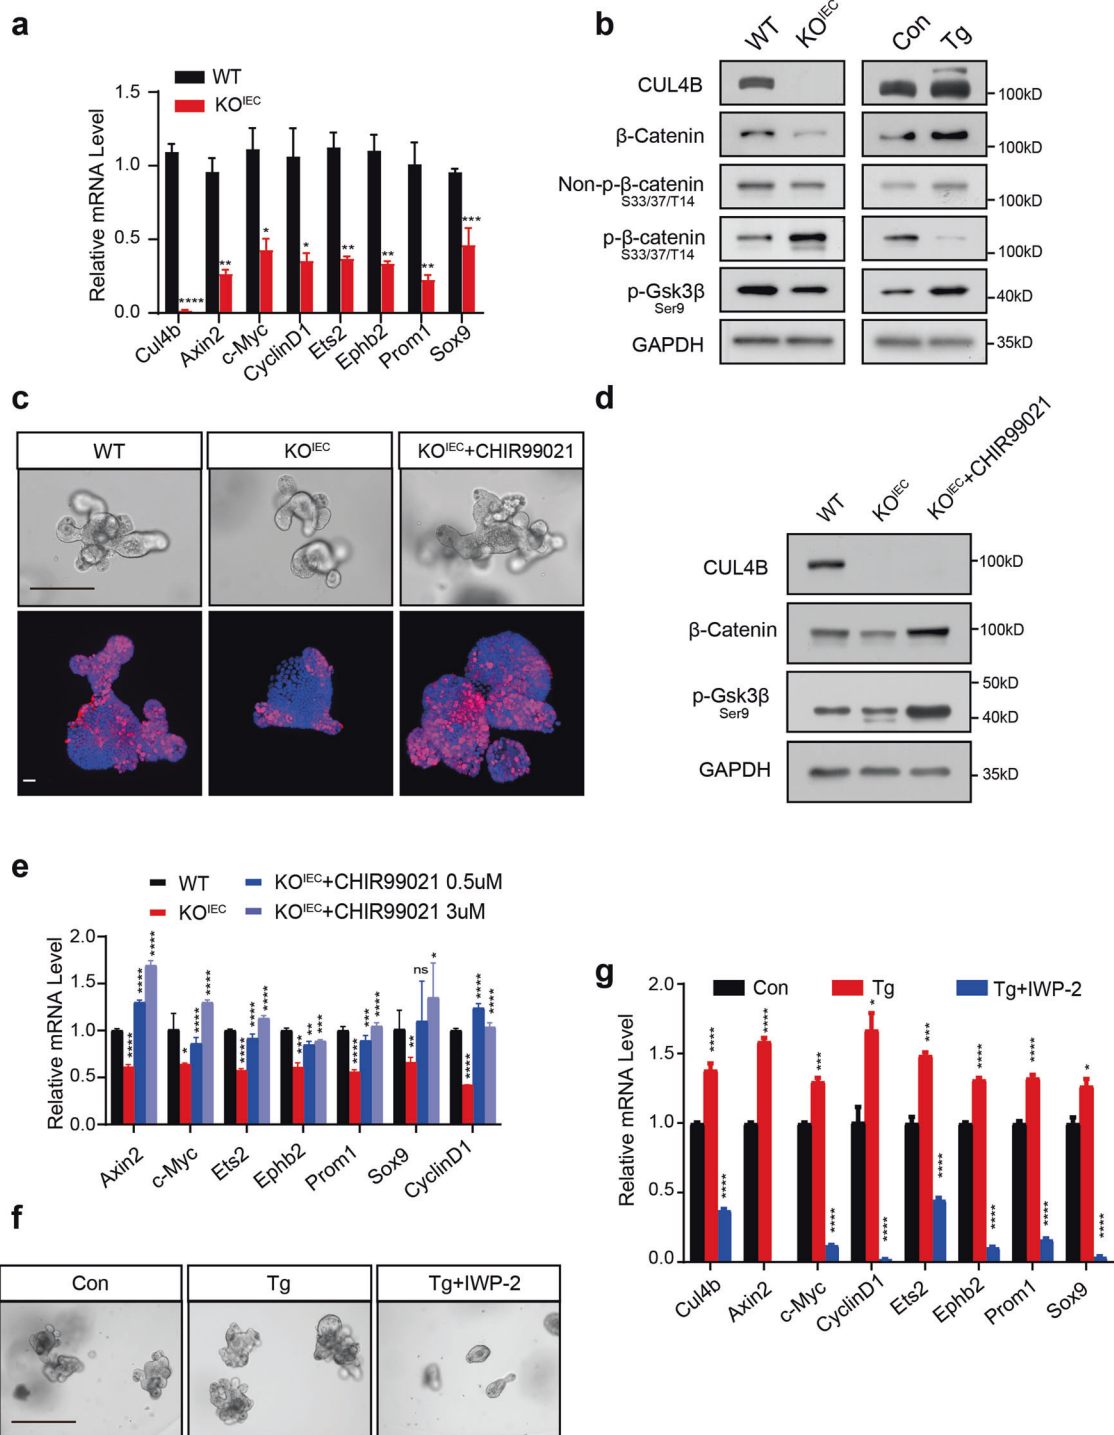 a
WT
KO^IEC
Relative mRNA Level
1.5
1.0
0.5
0.0
****
**
*
*
**
**
**
***
Cul4b
Axin2
c-Myc
CyclinD1
Ets2
Ephb2
Prom1
Sox9
b
WT KO^IEC Con Tg
CUL4B
100kD
β-Catenin
100kD
Non-p-β-catenin
S33/37/T14
100kD
p-β-catenin
S33/37/T14
100kD
p-Gsk3β
Ser9
40kD
GAPDH
35kD
c
WT KO^IEC KO^IEC+CHIR99021
d
WT KO^IEC KO^IEC+CHIR99021
CUL4B
100kD
β-Catenin
100kD
p-Gsk3β
Ser9
50kD
40kD
GAPDH
35kD
e
WT KO^IEC+CHIR99021 0.5uM
KO^IEC KO^IEC+CHIR99021 3uM
Relative mRNA Level
2.0
1.5
1.0
0.5
0.0
**** **** ****
* **** ****
**** **** ****
*** ** ***
**** *** ****
** ns *
**** **** ****
Axin2
c-Myc
Ets2
Ephb2
Prom1
Sox9
CyclinD1
f
Con Tg Tg+IWP-2
g
Con Tg Tg+IWP-2
Relative mRNA Level
2.0
1.5
1.0
0.5
0.0
**** ****
****
*** ****
* ****
*** ****
**** ****
**** ****
* ****
Cul4b
Axin2
c-Myc
CyclinD1
Ets2
Ephb2
Prom1
Sox9